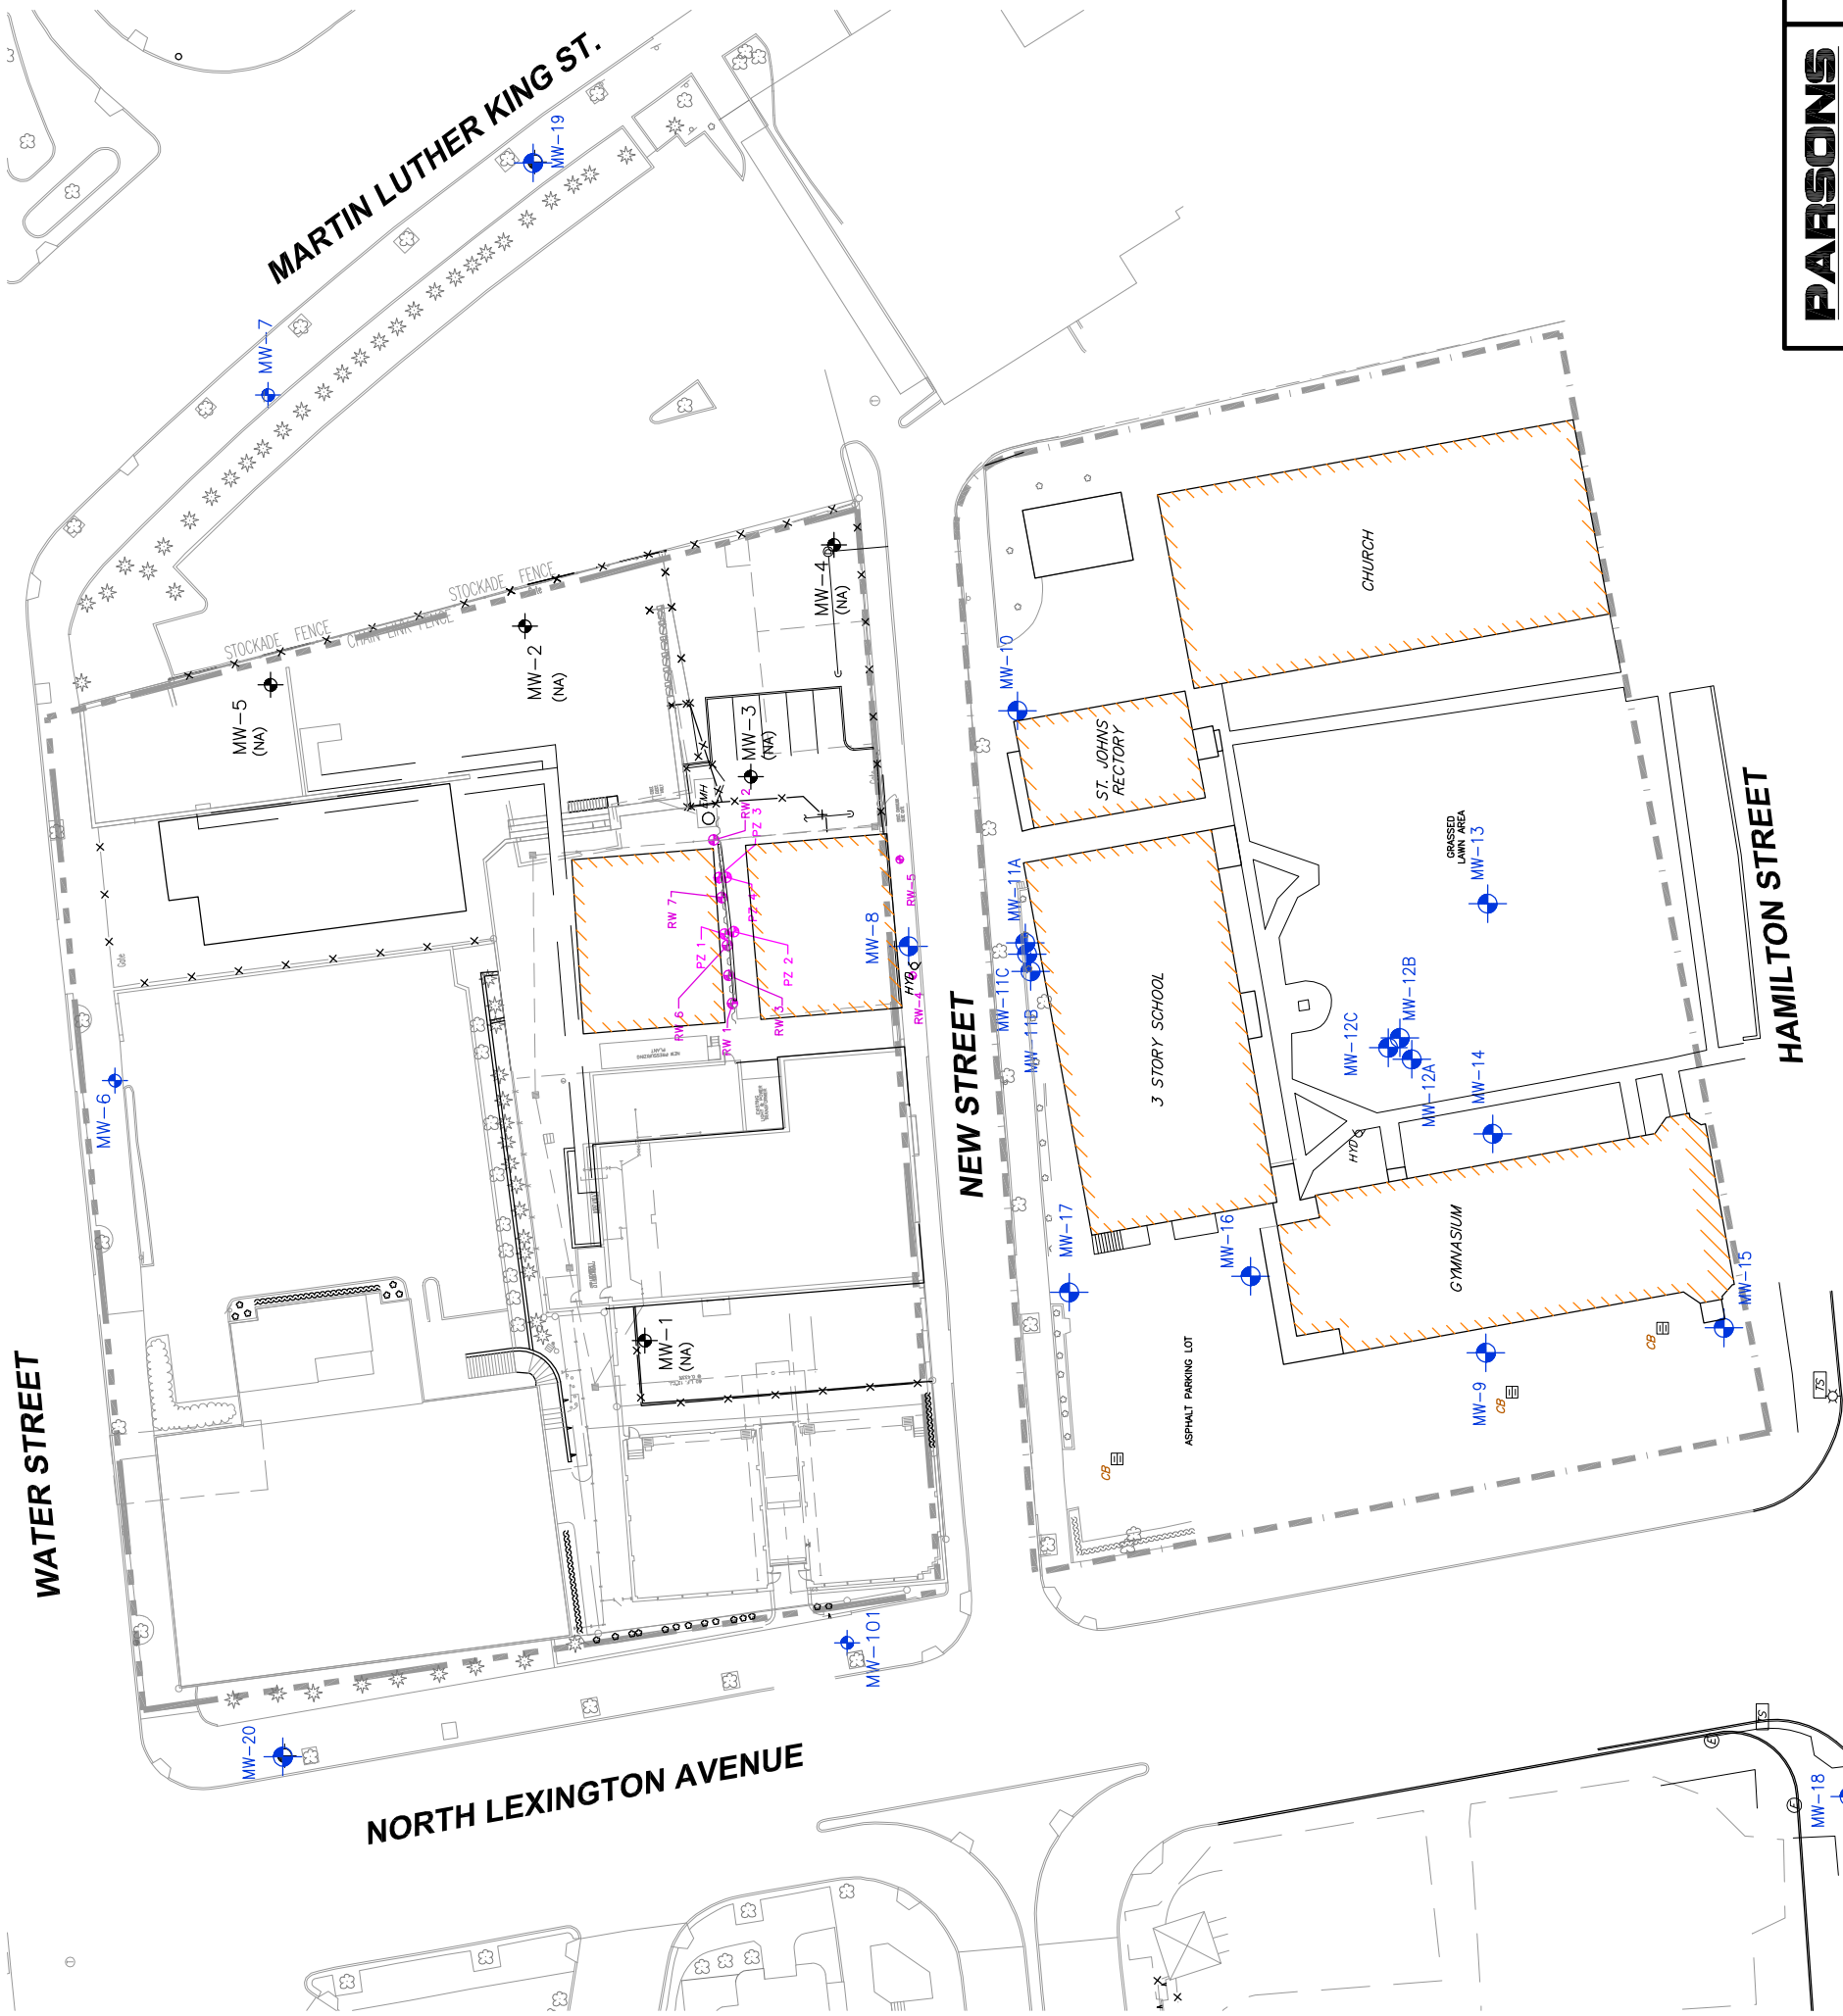 PARSONS
MARTIN LUTHER KING ST.
MW-19
MW-7
STOCKADE FENCE
STOCKADE FENCE
CHAIN LINK FENCE
MW-5
(NA)
MW-2
(NA)
MW-4
(NA)
MW-3
(NA)
EMH
RW 2
PZ 3
RW 7
PZ 4
PZ 1
PZ 2
RW 6
RW 3
RW 1
MW-8
RW-5
HYD
RW-4
Gate
MW-6
MW-1
(NA)
WATER STREET
MW-20
MW-101
NORTH LEXINGTON AVENUE
NEW STREET
CHURCH
MW-10
ST. JOHNS
RECTORY
MW-11A
MW-11C
MW-11B
3 STORY SCHOOL
GRASSED
LAWN AREA
MW-13
MW-12B
MW-12C
MW-12A
MW-14
HYD
HAMILTON STREET
MW-17
MW-16
GYMNASIUM
MW-15
MW-9
CB
CB
CB
ASPHALT PARKING LOT
TS
TS
E
E
MW-18